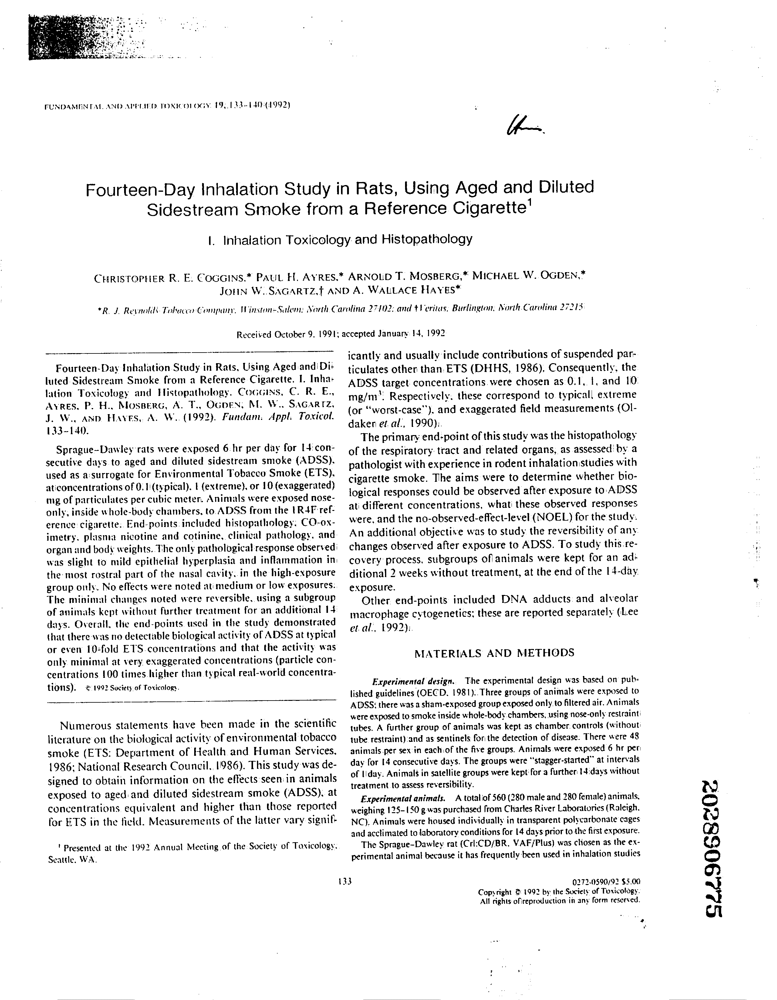 FUNDAMENTAL AND APPLIED TOXICOLOGY 19, 133–140 (1992)
Fourteen-Day Inhalation Study in Rats, Using Aged and Diluted
Sidestream Smoke from a Reference Cigarette¹
I. Inhalation Toxicology and Histopathology
CHRISTOPHER R. E. COGGINS,* PAUL H. AYRES,* ARNOLD T. MOSBERG,* MICHAEL W. OGDEN,*
JOHN W. SAGARTZ,† AND A. WALLACE HAYES*
*R. J. Reynolds Tobacco Company, Winston-Salem, North Carolina 27102; and †Veritas, Burlington, North Carolina 27215
Received October 9, 1991; accepted January 14, 1992
Fourteen-Day Inhalation Study in Rats, Using Aged and Di-
luted Sidestream Smoke from a Reference Cigarette. I. Inha-
lation Toxicology and Histopathology. COGGINS, C. R. E.,
AYRES, P. H., MOSBERG, A. T., OGDEN, M. W., SAGARTZ,
J. W., AND HAYES, A. W. (1992). Fundam. Appl. Toxicol.
133–140.
Sprague–Dawley rats were exposed 6 hr per day for 14 con-
secutive days to aged and diluted sidestream smoke (ADSS),
used as a surrogate for Environmental Tobacco Smoke (ETS),
at concentrations of 0.1 (typical), 1 (extreme), or 10 (exaggerated)
mg of particulates per cubic meter. Animals were exposed nose-
only, inside whole-body chambers, to ADSS from the 1R4F ref-
erence cigarette. End-points included histopathology, CO-ox-
imetry, plasma nicotine and cotinine, clinical pathology, and
organ and body weights. The only pathological response observed
was slight to mild epithelial hyperplasia and inflammation in
the most rostral part of the nasal cavity, in the high-exposure
group only. No effects were noted at medium or low exposures.
The minimal changes noted were reversible, using a subgroup
of animals kept without further treatment for an additional 14
days. Overall, the end-points used in the study demonstrated
that there was no detectable biological activity of ADSS at typical
or even 10-fold ETS concentrations and that the activity was
only minimal at very exaggerated concentrations (particle con-
centrations 100 times higher than typical real-world concentra-
tions). © 1992 Society of Toxicology.
Numerous statements have been made in the scientific
literature on the biological activity of environmental tobacco
smoke (ETS; Department of Health and Human Services,
1986; National Research Council, 1986). This study was de-
signed to obtain information on the effects seen in animals
exposed to aged and diluted sidestream smoke (ADSS), at
concentrations equivalent and higher than those reported
for ETS in the field. Measurements of the latter vary signif-
¹ Presented at the 1992 Annual Meeting of the Society of Toxicology,
Seattle, WA.
icantly and usually include contributions of suspended par-
ticulates other than ETS (DHHS, 1986). Consequently, the
ADSS target concentrations were chosen as 0.1, 1, and 10
mg/m³. Respectively, these correspond to typical, extreme
(or "worst-case"), and exaggerated field measurements (Ol-
daker et al., 1990).
The primary end-point of this study was the histopathology
of the respiratory tract and related organs, as assessed by a
pathologist with experience in rodent inhalation studies with
cigarette smoke. The aims were to determine whether bio-
logical responses could be observed after exposure to ADSS
at different concentrations, what these observed responses
were, and the no-observed-effect-level (NOEL) for the study.
An additional objective was to study the reversibility of any
changes observed after exposure to ADSS. To study this re-
covery process, subgroups of animals were kept for an ad-
ditional 2 weeks without treatment, at the end of the 14-day
exposure.
Other end-points included DNA adducts and alveolar
macrophage cytogenetics; these are reported separately (Lee
et al., 1992).
MATERIALS AND METHODS
Experimental design. The experimental design was based on pub-
lished guidelines (OECD, 1981). Three groups of animals were exposed to
ADSS; there was a sham-exposed group exposed only to filtered air. Animals
were exposed to smoke inside whole-body chambers, using nose-only restraint
tubes. A further group of animals was kept as chamber controls (without
tube restraint) and as sentinels for the detection of disease. There were 48
animals per sex in each of the five groups. Animals were exposed 6 hr per
day for 14 consecutive days. The groups were "stagger-started" at intervals
of 1 day. Animals in satellite groups were kept for a further 14 days without
treatment to assess reversibility.
Experimental animals. A total of 560 (280 male and 280 female) animals,
weighing 125–150 g was purchased from Charles River Laboratories (Raleigh,
NC). Animals were housed individually in transparent polycarbonate cages
and acclimated to laboratory conditions for 14 days prior to the first exposure.
The Sprague–Dawley rat (Crl:CD/BR, VAF/Plus) was chosen as the ex-
perimental animal because it has frequently been used in inhalation studies
133
0272-0590/92 $5.00
Copyright © 1992 by the Society of Toxicology.
All rights of reproduction in any form reserved.
2028906775